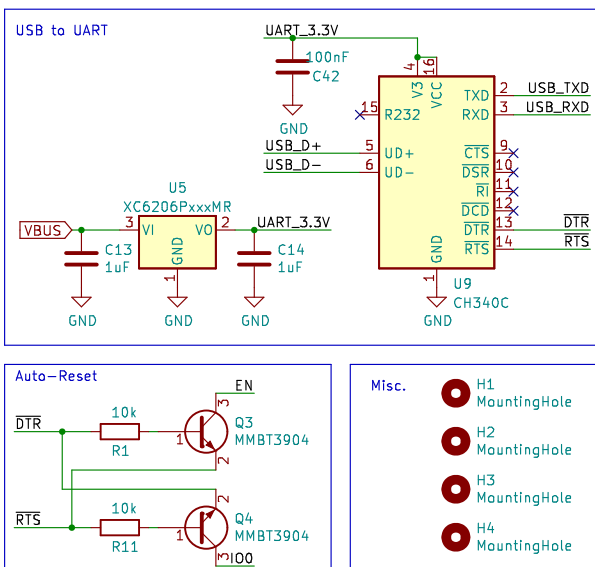 USB to UART
UART_3.3V
100nF
C42
GND
4
16
V3
VCC
15
R232
TXD
2
USB_TXD
RXD
3
USB_RXD
USB_D+
5
UD+
USB_D-
6
UD-
CTS
9
DSR
10
RI
11
DCD
12
DTR
13
DTR
RTS
14
RTS
GND
1
U9
CH340C
GND
U5
XC6206PxxxMR
VBUS
3
VI
VO
2
UART_3.3V
GND
1
C13
1uF
C14
1uF
GND
GND
GND
Auto-Reset
EN
3
DTR
10k
R1
1
Q3
MMBT3904
2
RTS
10k
R11
1
2
Q4
MMBT3904
3
IO0
Misc.
H1
MountingHole
H2
MountingHole
H3
MountingHole
H4
MountingHole